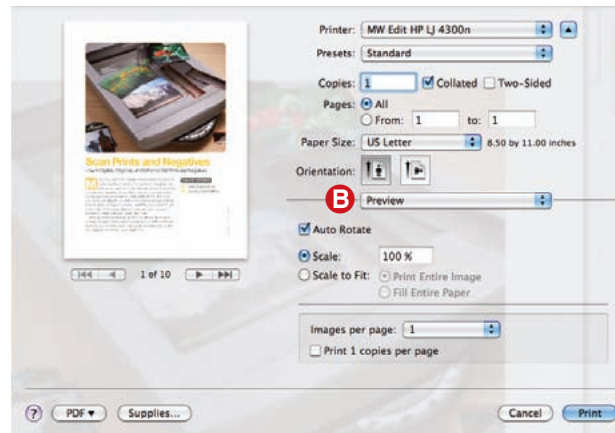 Printer: MW Edit HP LJ 4300n
Presets: Standard
Copies: 1 Collated Two-Sided
Pages: All
From: 1 to: 1
Paper Size: US Letter 8.50 by 11.00 inches
Orientation:
B Preview
Auto Rotate
Scale: 100 %
Scale to Fit: Print Entire Image
Fill Entire Paper
Images per page: 1
Print 1 copies per page
Scan Prints and Negatives
1 of 10
? PDF Supplies... Cancel Print